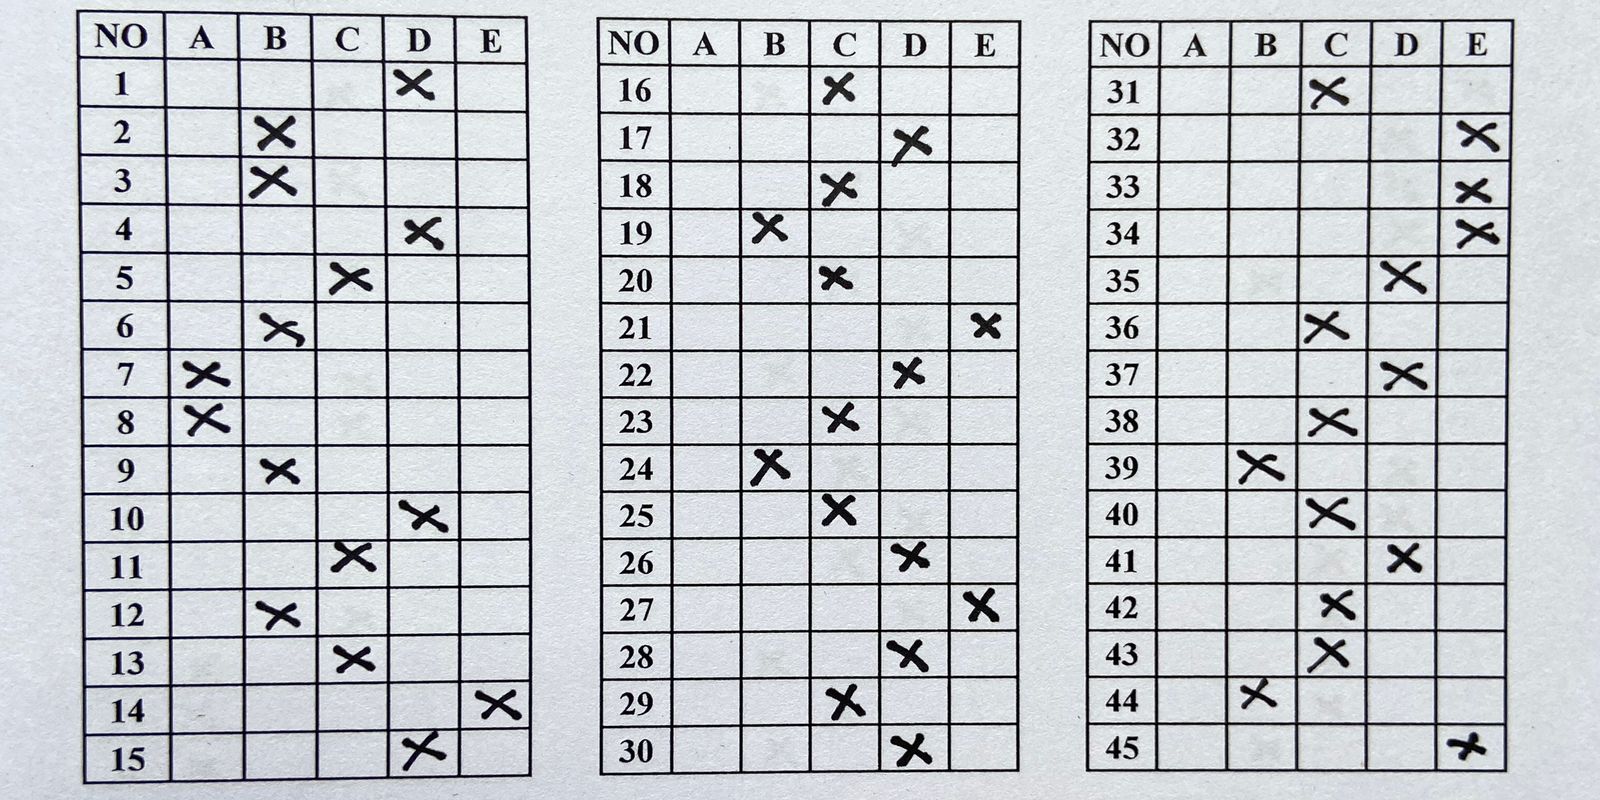 NO A B C D E
1 X
2 X
3 X
4 X
5 X
6 X
7 X
8 X
9 X
10 X
11 X
12 X
13 X
14 X
15 X
NO A B C D E
16 X
17 X
18 X
19 X
20 X
21 X
22 X
23 X
24 X
25 X
26 X
27 X
28 X
29 X
30 X
NO A B C D E
31 X
32 X
33 X
34 X
35 X
36 X
37 X
38 X
39 X
40 X
41 X
42 X
43 X
44 X
45 X